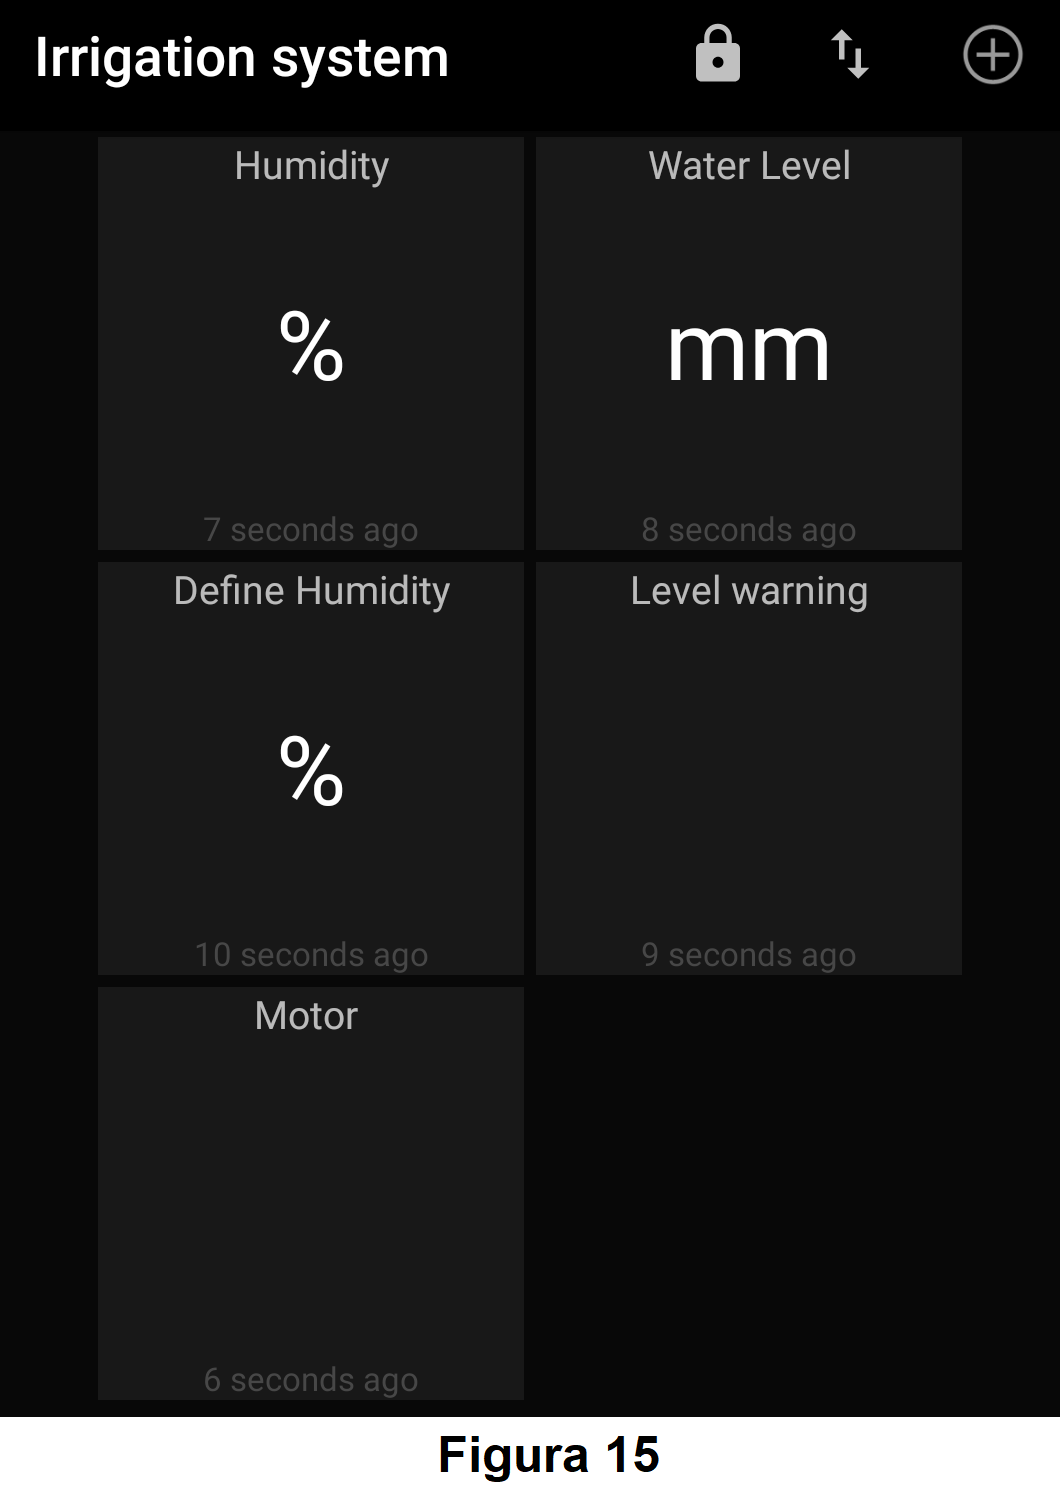 Irrigation system
Humidity
Water Level
%
mm
7 seconds ago
8 seconds ago
Define Humidity
Level warning
%
10 seconds ago
9 seconds ago
Motor
6 seconds ago
Figura 15